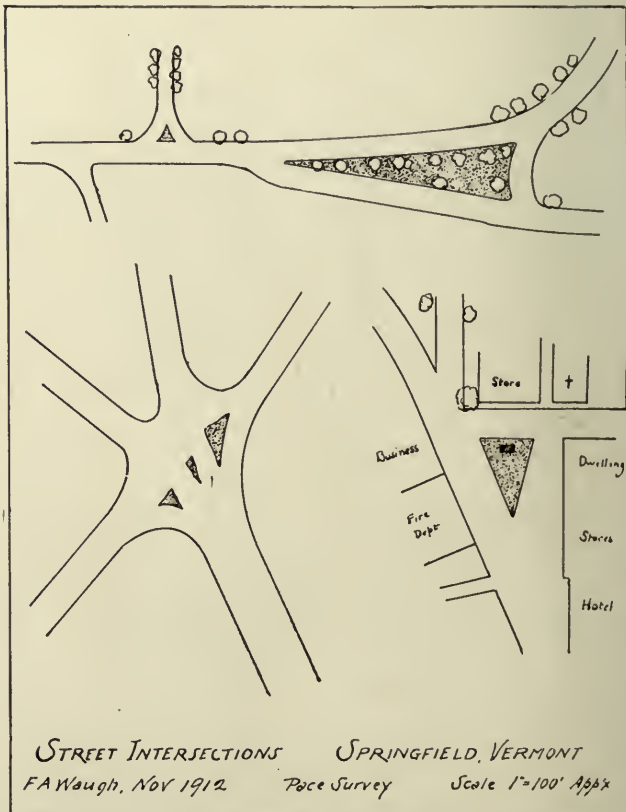 Store
✝
Business
Dwelling
Fire
Dept
Stores
Hotel
STREET INTERSECTIONS SPRINGFIELD, VERMONT
F A Waugh, Nov 1912 Pace Survey Scale 1"=100' Appx